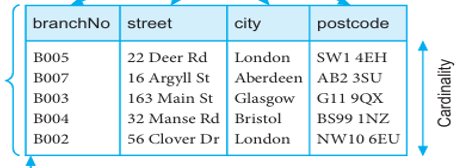 branchNo street city postcode
B005 22 Deer Rd London SW1 4EH
B007 16 Argyll St Aberdeen AB2 3SU
B003 163 Main St Glasgow G11 9QX
B004 32 Manse Rd Bristol BS99 1NZ
B002 56 Clover Dr London NW10 6EU
Cardinality